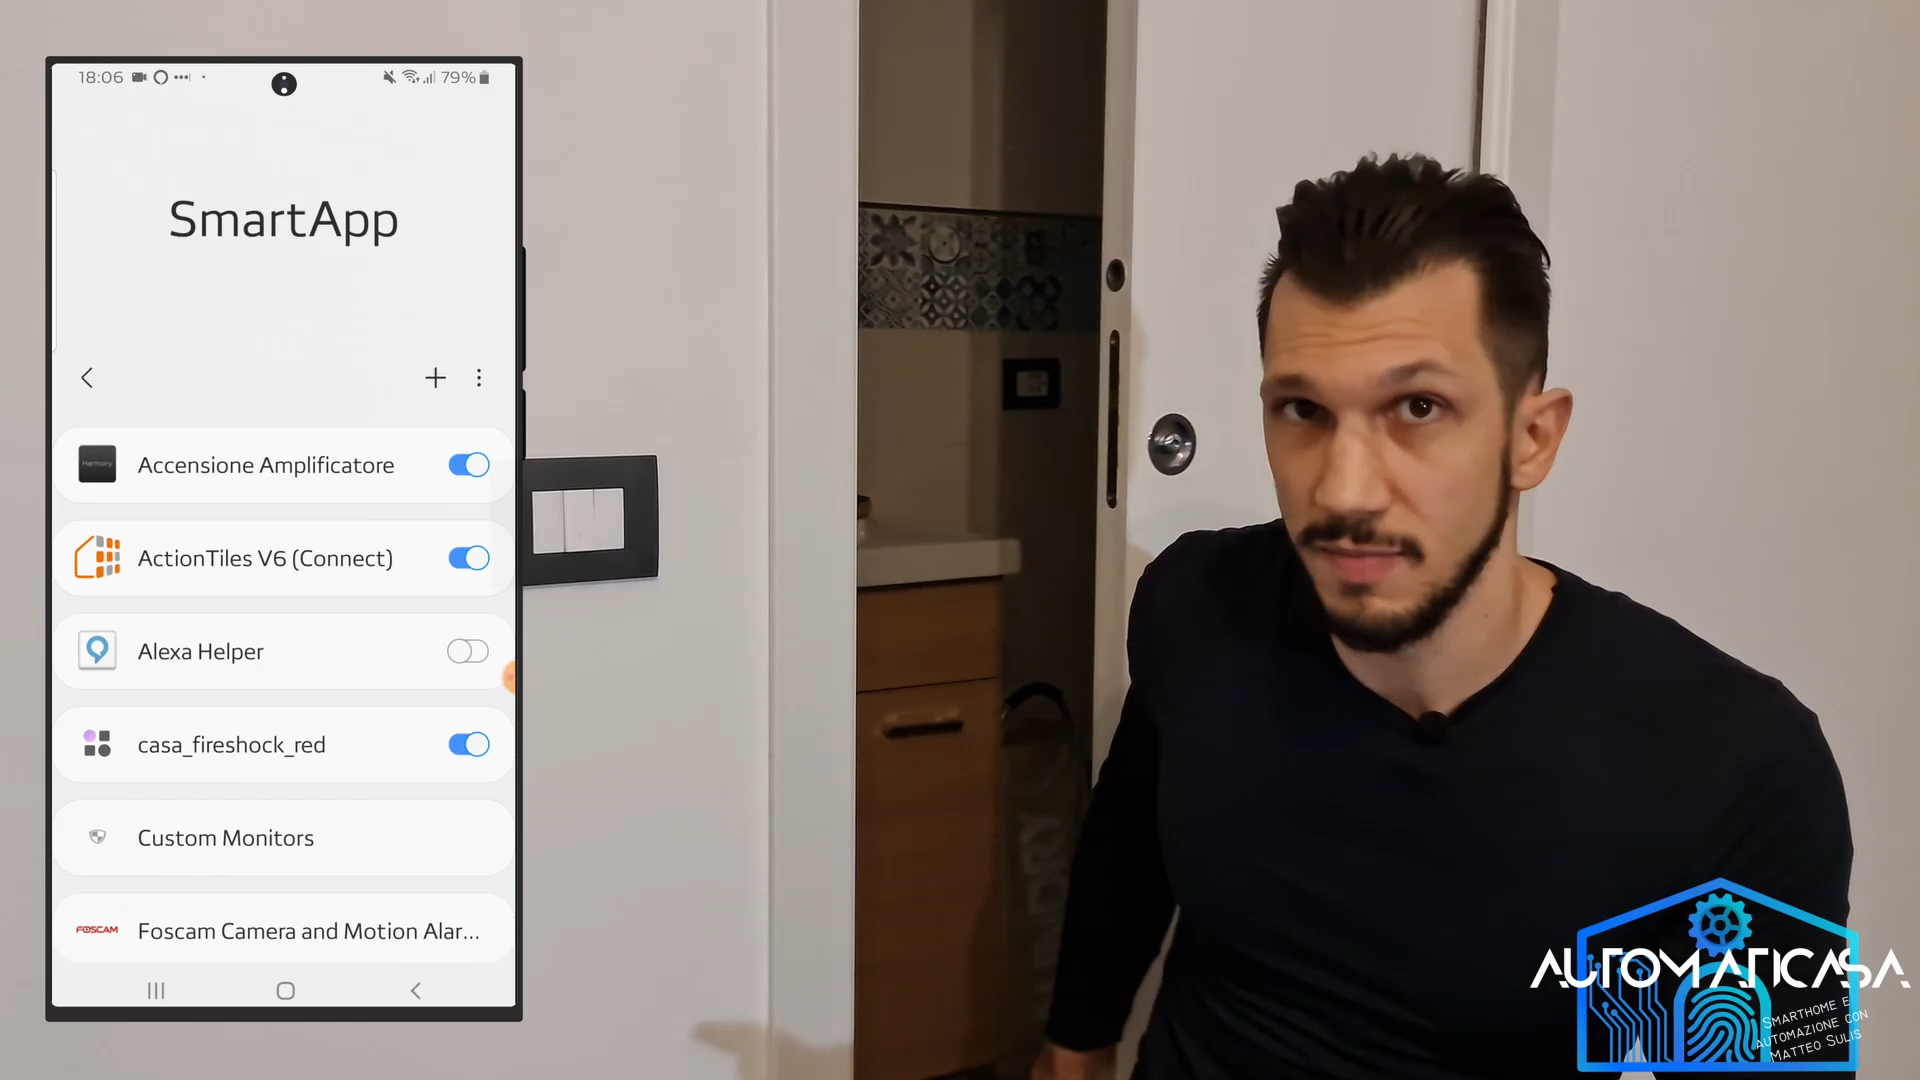 18:06
79%
SmartApp
Harmony
Accensione Amplificatore
ActionTiles V6 (Connect)
Alexa Helper
casa_fireshock_red
Custom Monitors
FOSCAM
Foscam Camera and Motion Alar...
AUTOMATICASA
SMARTHOME E
AUTOMAZIONE CON
MATTEO SULIS